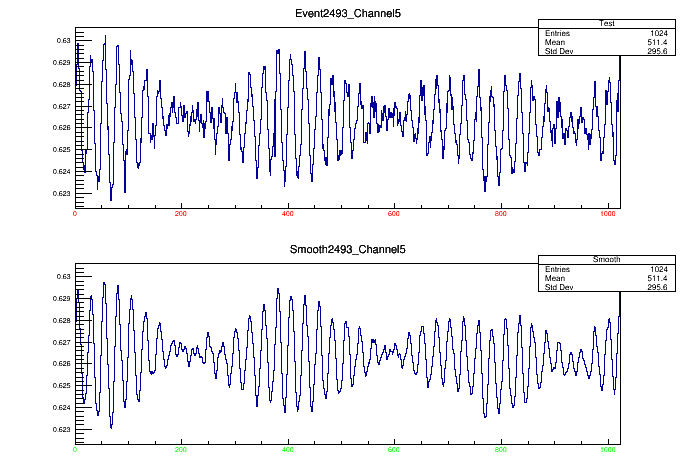 Event2493_Channel5
Test
Entries 1024
Mean 511.4
Std Dev 295.6
0.63
0.629
0.628
0.627
0.626
0.625
0.624
0.623
0 200 400 600 800 1000
Smooth2493_Channel5
Smooth
Entries 1024
Mean 511.4
Std Dev 295.6
0.63
0.629
0.628
0.627
0.626
0.625
0.624
0.623
0 200 400 600 800 1000